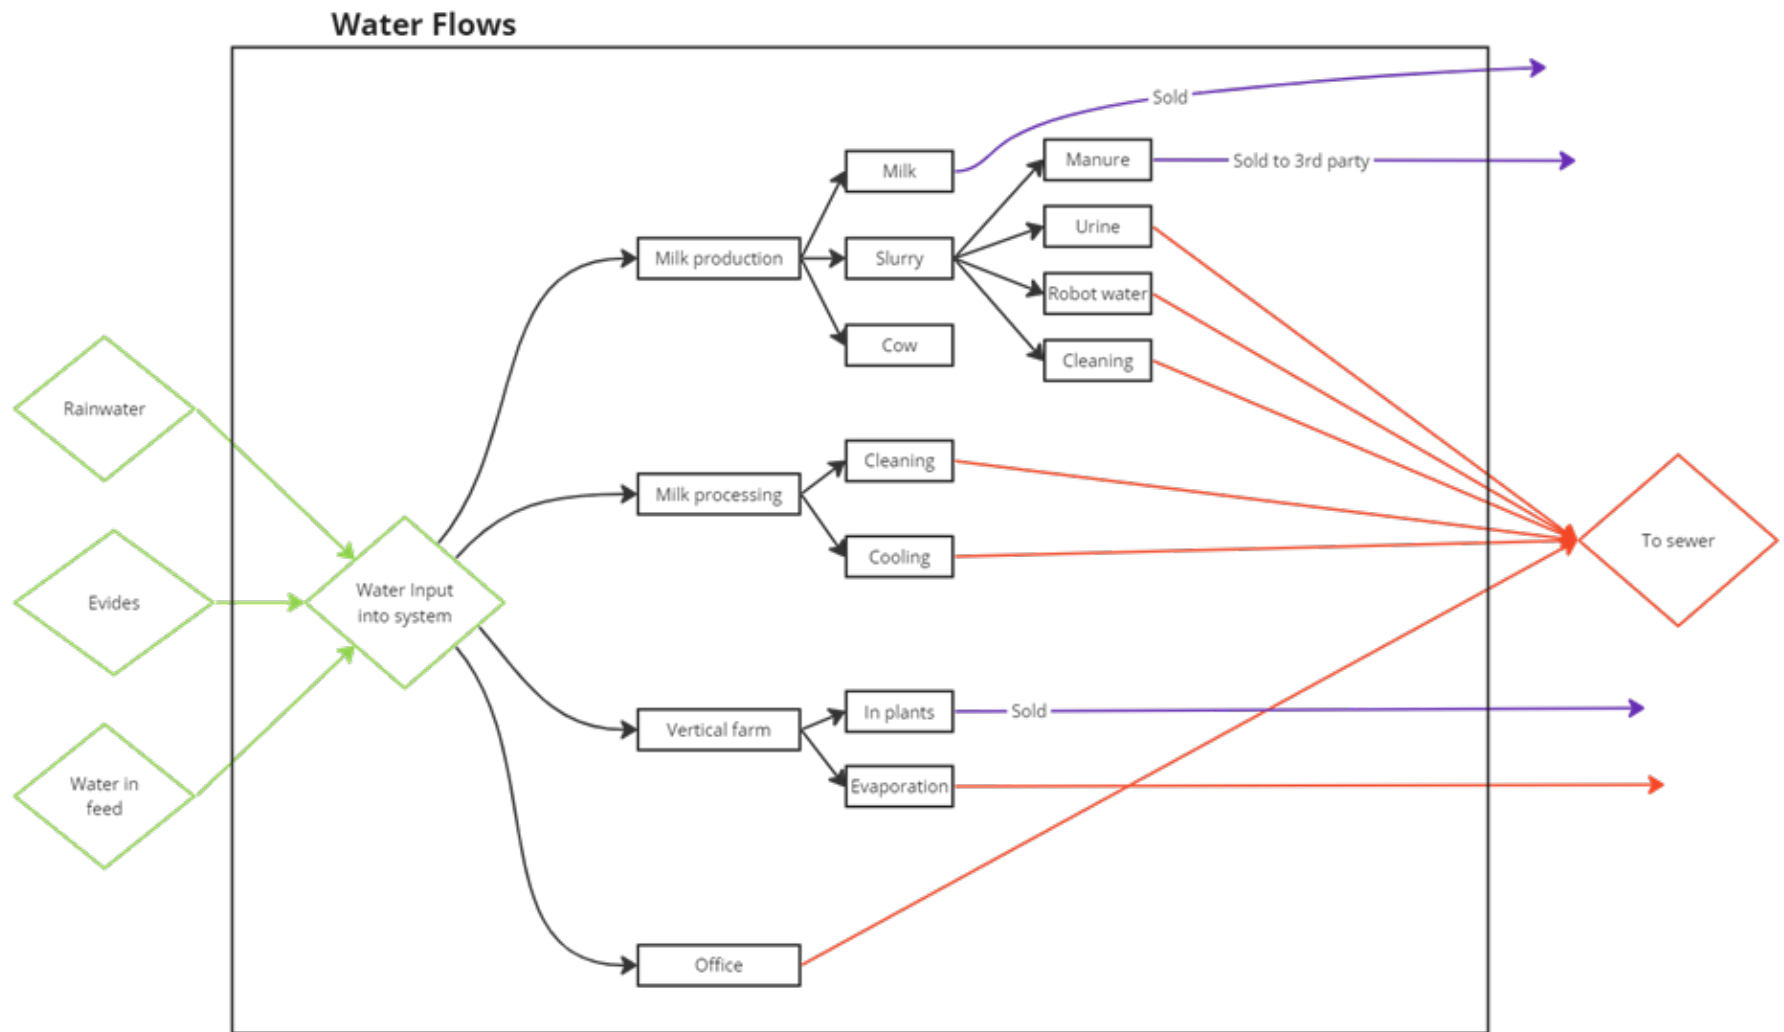 Water Flows
Sold
Manure
Sold to 3rd party
Milk
Urine
Milk production
Slurry
Robot water
Cow
Cleaning
Rainwater
Cleaning
Milk processing
Cooling
To sewer
Evides
Water Input
into system
In plants
Sold
Vertical farm
Water in
feed
Evaporation
Office